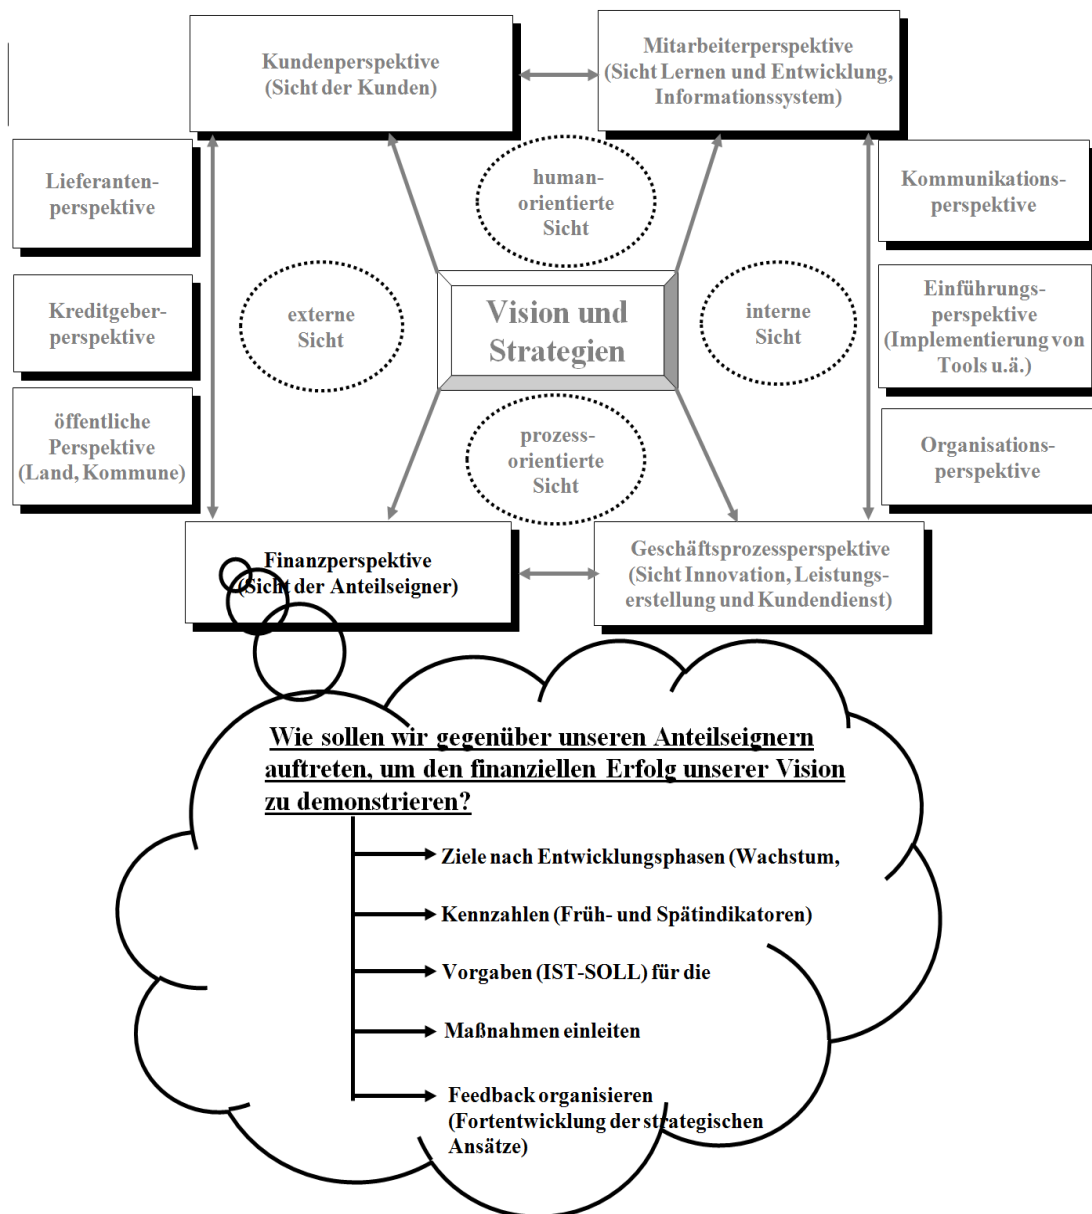 Kundenperspektive
(Sicht der Kunden)
Mitarbeiterperspektive
(Sicht Lernen und Entwicklung,
Informationssystem)
Lieferanten-
perspektive
human-
orientierte
Sicht
Kommunikations-
perspektive
Kreditgeber-
perspektive
externe
Sicht
Vision und
Strategien
interne
Sicht
Einführungs-
perspektive
(Implementierung von
Tools u.ä.)
öffentliche
Perspektive
(Land, Kommune)
prozess-
orientierte
Sicht
Organisations-
perspektive
Finanzperspektive
(Sicht der Anteilseigner)
Geschäftsprozessperspektive
(Sicht Innovation, Leistungs-
erstellung und Kundendienst)
Wie sollen wir gegenüber unseren Anteilseignern
auftreten, um den finanziellen Erfolg unserer Vision
zu demonstrieren?
Ziele nach Entwicklungsphasen (Wachstum,
Kennzahlen (Früh- und Spätindikatoren)
Vorgaben (IST-SOLL) für die
Maßnahmen einleiten
Feedback organisieren
(Fortentwicklung der strategischen
Ansätze)